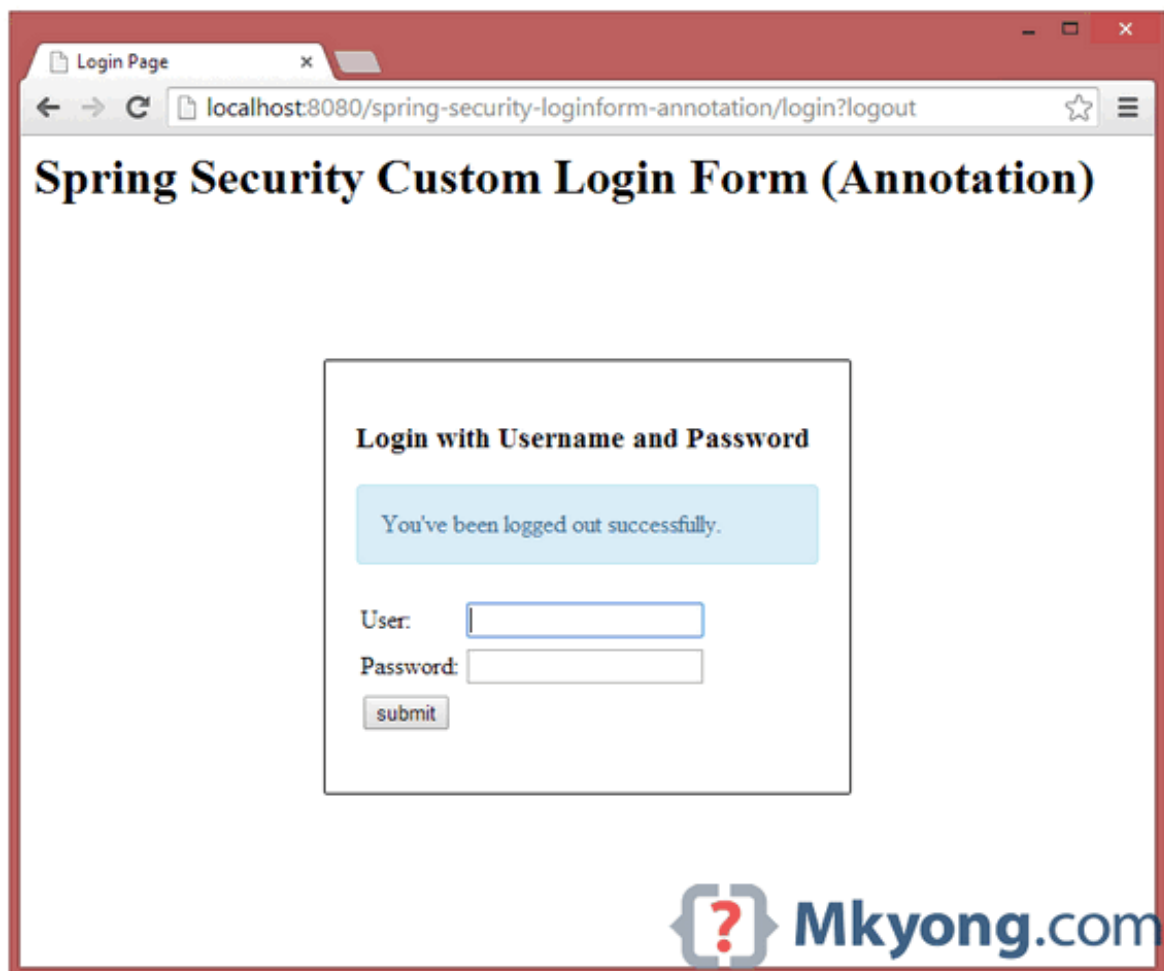 Login Page
localhost:8080/spring-security-loginform-annotation/login?logout
Spring Security Custom Login Form (Annotation)
Login with Username and Password
You've been logged out successfully.
User:
Password:
submit
{?} Mkyong.com